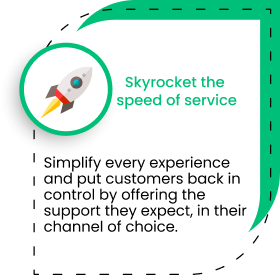 Skyrocket the
speed of service
Simplify every experience
and put customers back in
control by offering the
support they expect, in their
channel of choice.